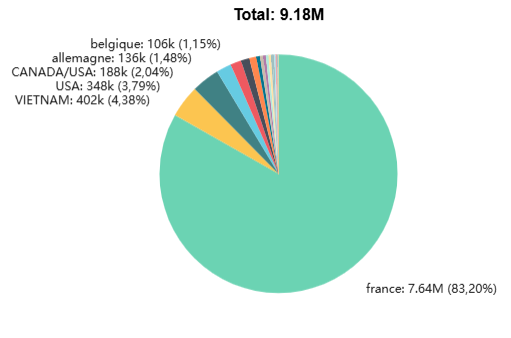 Total: 9.18M
belgique: 106k (1,15%)
allemagne: 136k (1,48%)
CANADA/USA: 188k (2,04%)
USA: 348k (3,79%)
VIETNAM: 402k (4,38%)
france: 7.64M (83,20%)